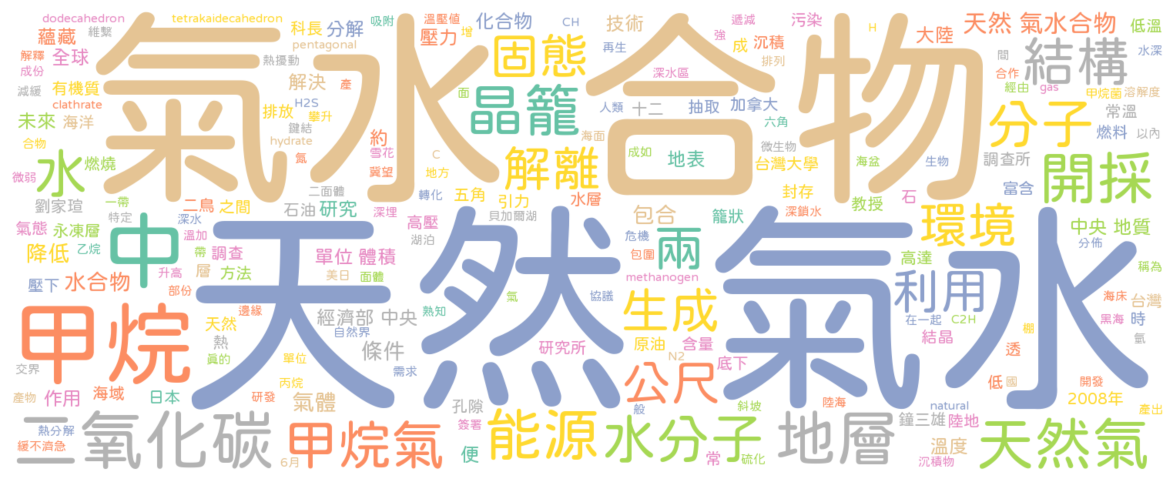 dodecahedron
tetrakaidecahedron
吸附
溫壓值
增
化合物
CH
技術
污染
遞減
H
大陸
天然 氣水合物
低溫
蘊藏
維繫
科長
分解
壓力
固態
再生
強
成
沉積
排列
間
結構
水深
解釋
全球
pentagonal
熱擾動
成份
解決
產
深水區
合作
經由
gas
甲烷菌
溶解度
減緩
有機質
H2S
晶籠
人類
十二
抽取
加拿大
clathrate
排放
攀升
面
六角
分子
常溫
未來
海洋
鍵結
約
海面
微生物
燃料
以內
合物
hydrate
雪花
C
氣水合物
成如
地表
台灣大學
海盆
生物
調查所
開採
微弱
水
燃燒
氮
冀望
地方
解離
劉家瑄
一帶
二鳥
之間
二面體
轉化
五角
引力
水層
封存
富含
石
特定
深水
石油
研究
深埋
貝加爾湖
包合
籠狀
深鎖水
教授
氣態
永凍層
中
溫加
高壓
湖泊
危機
環境
中央 地質
乙烷
帶
調查
單位 體積
兩
包圍
高達
分佈
降低
層
方法
美日
面體
稱為
壓下
水合物
升高
熱知
氣
協議
methanogen
利用
海床
台灣
部份
天然氣水
在一起
C2H
黑海
時
甲烷
邊緣
經濟部 中央
生成
結晶
棚
氫
天然
自然界
原油
N2
含量
透
熱
真的
條件
研究所
底下
交界
單位
需求
公尺
低
國
開發
產物
作用
海域
日本
研發
丙烷
氣體
孔隙
般
斜坡
陸海
natural
2008年
產出
二氧化碳
熱分解
甲烷氣
簽署
能源
水分子
地層
鐘三雄
陸地
緩不濟急
6月
便
常
硫化
溫度
沉積物
天然氣